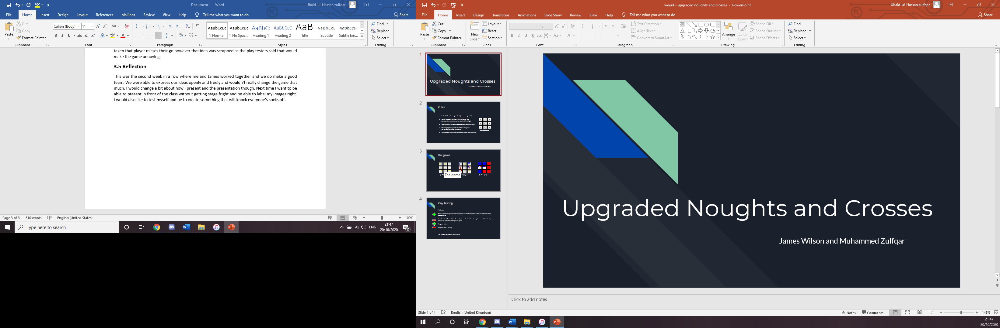 Document1 - Word
Ubaid-ul-Hassan zulfqar
File Home Insert Design Layout References Mailings Review View Help Tell me what you want to do Share
Paste
Cut
Copy
Format Painter
Calibri (Body) 11
AaBbCcDc AaBbCcDc AaBbCc AaBbCcD AaB AaBbCcD AaBbCcDc
¶ Normal ¶ No Spac... Heading 1 Heading 2 Title Subtitle Subtle Em...
Find
Replace
Select
Clipboard Font Paragraph Styles Editing
taken that player misses their go however that idea was scrapped as the play testers said that would
make the game annoying.
3.5 Reflection
This was the second week in a row where me and James worked together and we do make a good
team. We were able to express our ideas openly and freely and wouldn't really change the game that
much. I would change a bit about how I present and the presentation though. Next time I want to be
able to present in front of the class without getting stage fright and be able to label my images right.
I would also like to test myself and be to create something that will knock everyone's socks off.
Page 3 of 3 610 words English (United States) 100%
Type here to search
ENG
21:47
20/10/2020
2
week4 - upgraded noughts and crosses - PowerPoint
Ubaid-ul-Hassan zulfqar
File Home Insert Design Transitions Animations Slide Show Review View Help Tell me what you want to do Share
Paste
Cut
Copy
Format Painter
New
Slide
Layout
Reset
Section
13
Text Direction
Align Text
Convert to SmartArt
Arrange
Quick
Styles
Shape Fill
Shape Outline
Shape Effects
Find
Replace
Select
Clipboard Slides Font Paragraph Drawing Editing
1
Upgraded Noughts and Crosses
James Wilson and Muhammed Zulfqar
2
Rules
3
The game
The game
4
Play Testing
The game is fun.
Upgraded Noughts and Crosses
James Wilson and Muhammed Zulfqar
Click to add notes
Slide 1 of 4 English (United Kingdom) Notes Comments 143%
21:47
20/10/2020